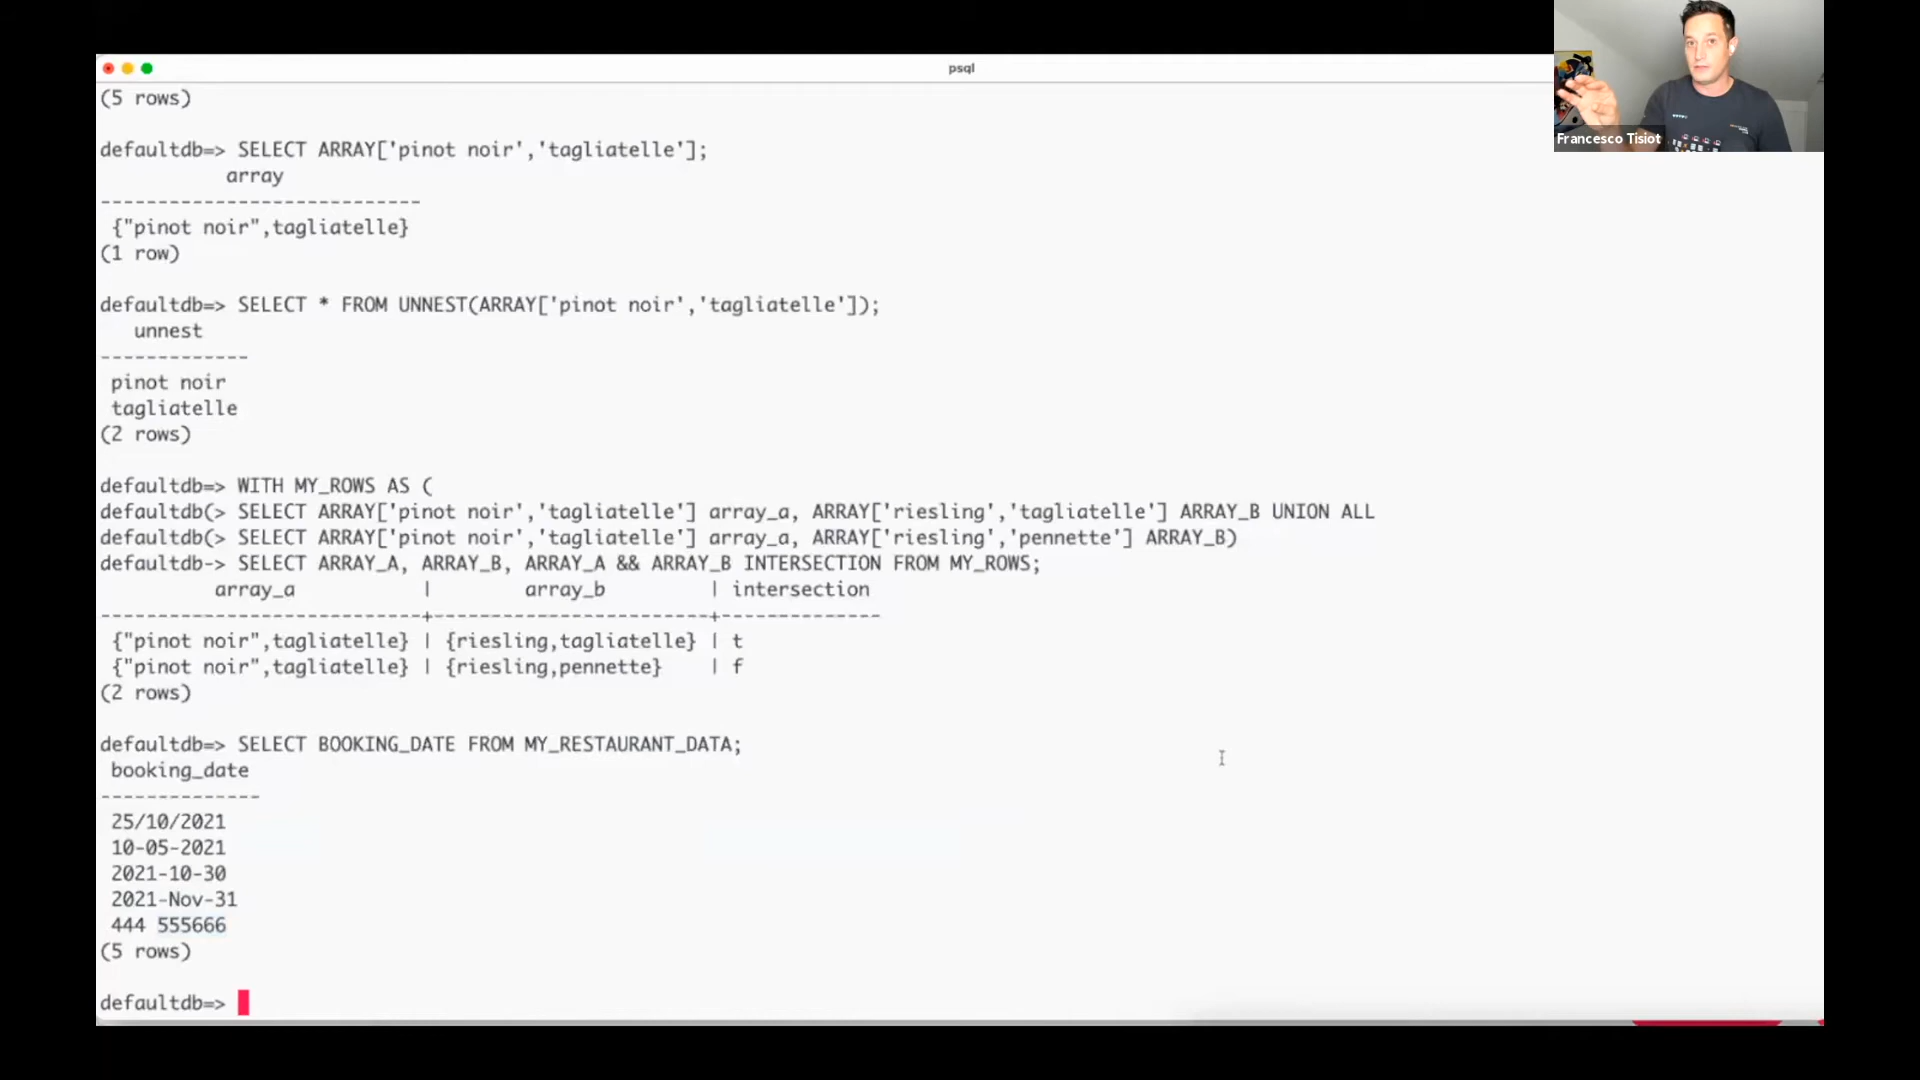 psql
(5 rows)
defaultdb=> SELECT ARRAY['pinot noir','tagliatelle'];
array
----------------------------
{"pinot noir",tagliatelle}
(1 row)
defaultdb=> SELECT * FROM UNNEST(ARRAY['pinot noir','tagliatelle']);
unnest
-------------
pinot noir
tagliatelle
(2 rows)
defaultdb=> WITH MY_ROWS AS (
defaultdb(> SELECT ARRAY['pinot noir','tagliatelle'] array_a, ARRAY['riesling','tagliatelle'] ARRAY_B UNION ALL
defaultdb(> SELECT ARRAY['pinot noir','tagliatelle'] array_a, ARRAY['riesling','pennette'] ARRAY_B)
defaultdb-> SELECT ARRAY_A, ARRAY_B, ARRAY_A && ARRAY_B INTERSECTION FROM MY_ROWS;
array_a | array_b | intersection
----------------------------+------------------------+--------------
{"pinot noir",tagliatelle} | {riesling,tagliatelle} | t
{"pinot noir",tagliatelle} | {riesling,pennette} | f
(2 rows)
defaultdb=> SELECT BOOKING_DATE FROM MY_RESTAURANT_DATA;
booking_date
--------------
25/10/2021
10-05-2021
2021-10-30
2021-Nov-31
444 555666
(5 rows)
defaultdb=>
Francesco Tisiot